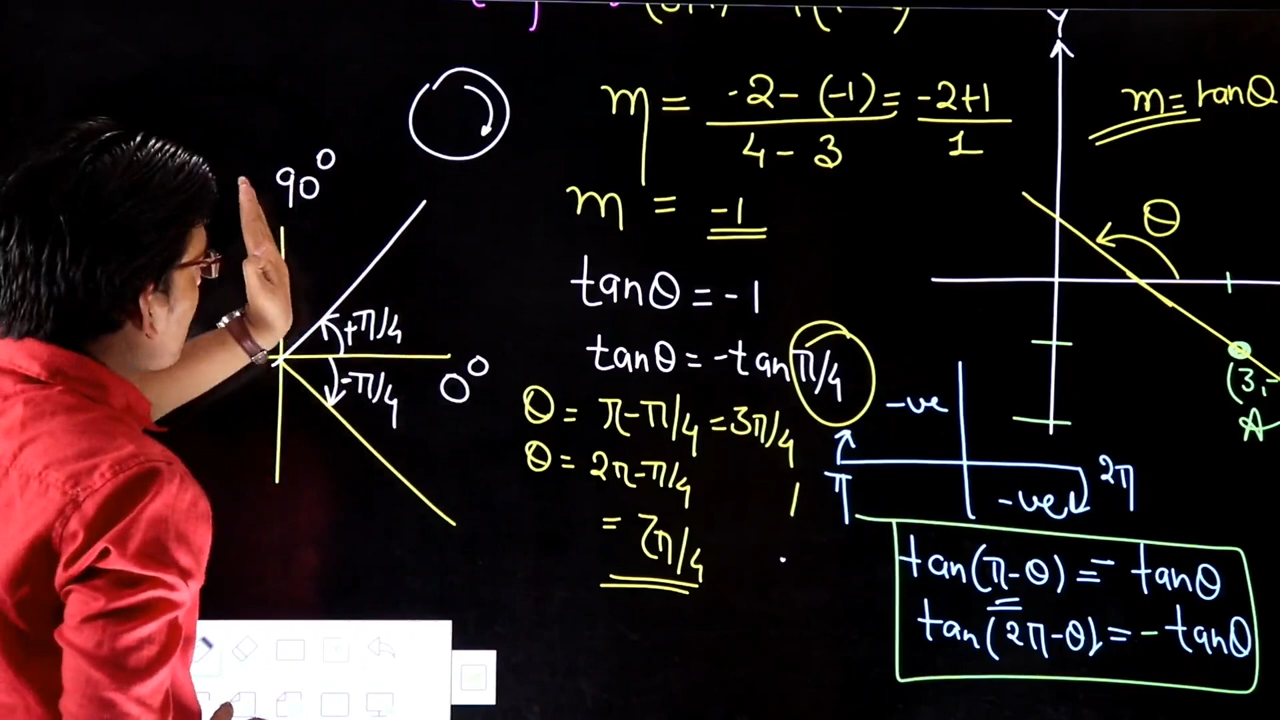 90°
+π/4
0°
-π/4
m = -2-(-1)/4-3 = -2+1/1
m = -1
tanθ = -1
tanθ = -tan π/4
θ = π-π/4 = 3π/4
θ = 2π-π/4
= 7π/4
Y
m = tanθ
θ
(3,-
A
-ve
π
-ve
2π
tan(π-θ) = - tanθ
tan(2π-θ) = - tanθ